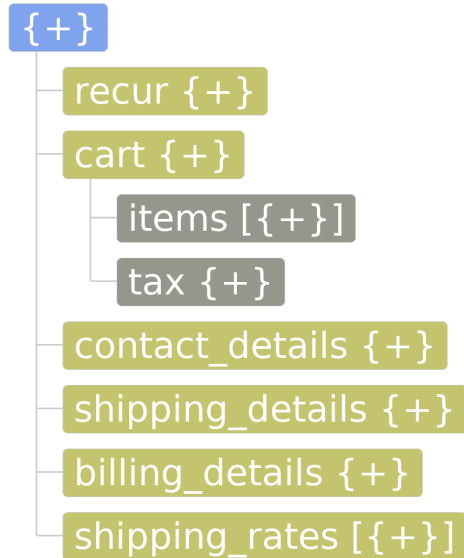 {+}
recur {+}
cart {+}
items [{+}]
tax {+}
contact_details {+}
shipping_details {+}
billing_details {+}
shipping_rates [{+}]